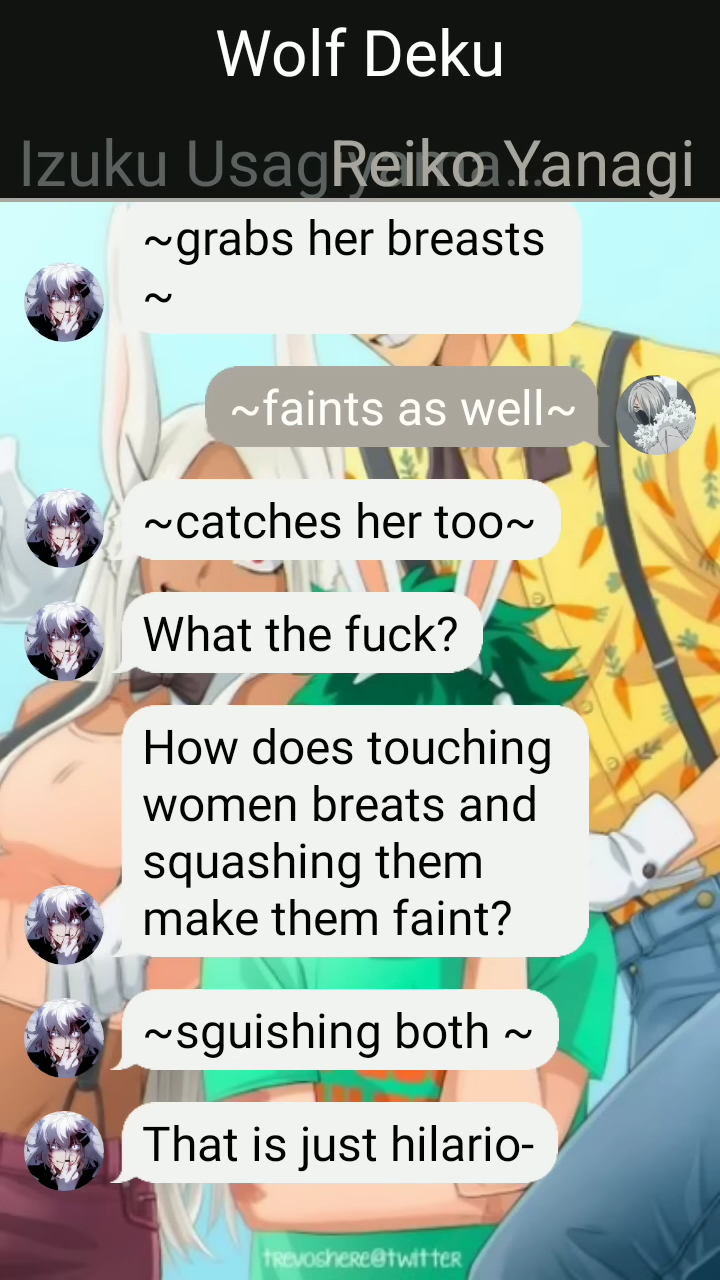 Wolf Deku
Izuku Usagiyama...
Reiko Yanagi
~grabs her breasts
~
~faints as well~
~catches her too~
What the fuck?
How does touching
women breats and
squashing them
make them faint?
~sguishing both ~
That is just hilario-
trevoshere@twitter